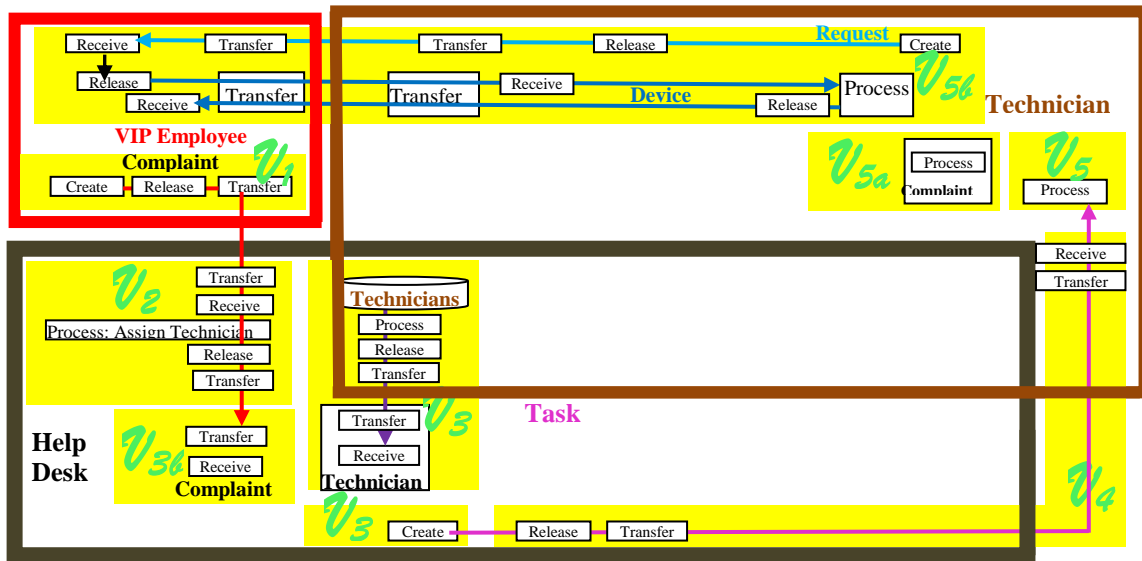 Receive Transfer Transfer Release Request Create
Release Transfer Transfer Receive Process V5b
Receive Device Release
Technician
VIP Employee
Complaint V1
Create Release Transfer
V5a Process Complaint
V5 Process
Receive
Transfer
V2
Transfer
Receive
Process: Assign Technician
Release
Transfer
Technicians
Process
Release
Transfer
V3
Task
Transfer
Receive
Technician
Help
Desk
V3b
Transfer
Receive
Complaint
V4
V3
Create Release Transfer